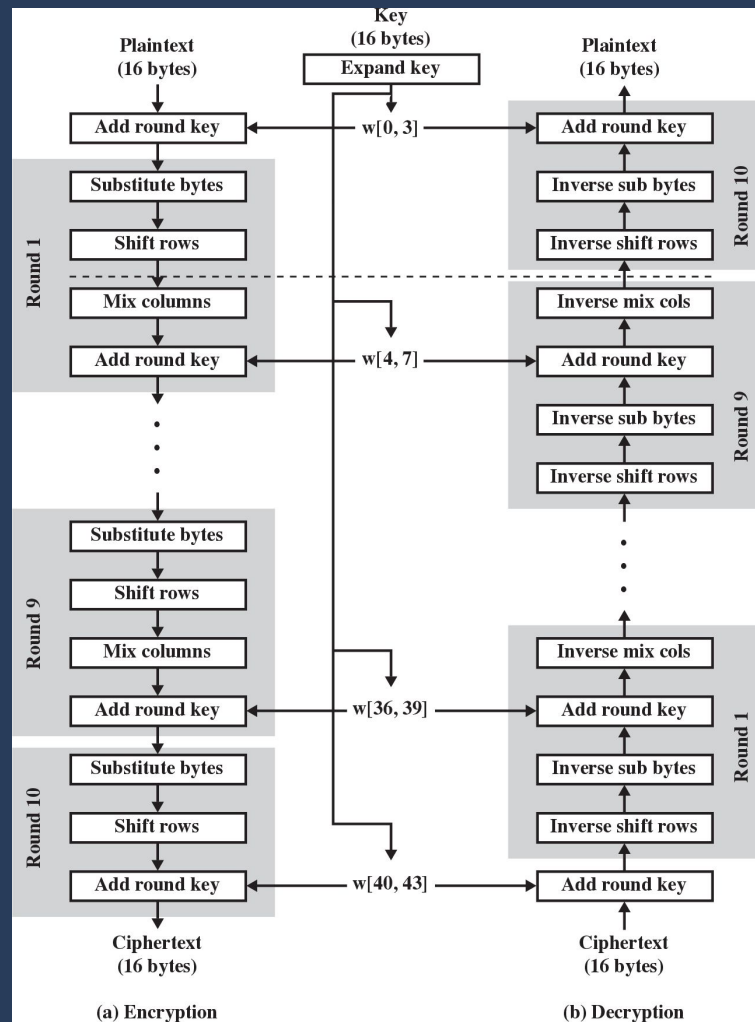 Key
(16 bytes)
Expand key
Plaintext
(16 bytes)
Add round key
Round 1
Substitute bytes
Shift rows
Mix columns
Add round key
Round 9
Substitute bytes
Shift rows
Mix columns
Add round key
Round 10
Substitute bytes
Shift rows
Add round key
Ciphertext
(16 bytes)
(a) Encryption
w[0, 3]
w[4, 7]
w[36, 39]
w[40, 43]
Plaintext
(16 bytes)
Add round key
Inverse sub bytes
Inverse shift rows
Round 10
Inverse mix cols
Add round key
Inverse sub bytes
Inverse shift rows
Round 9
Inverse mix cols
Add round key
Inverse sub bytes
Inverse shift rows
Round 1
Add round key
Ciphertext
(16 bytes)
(b) Decryption